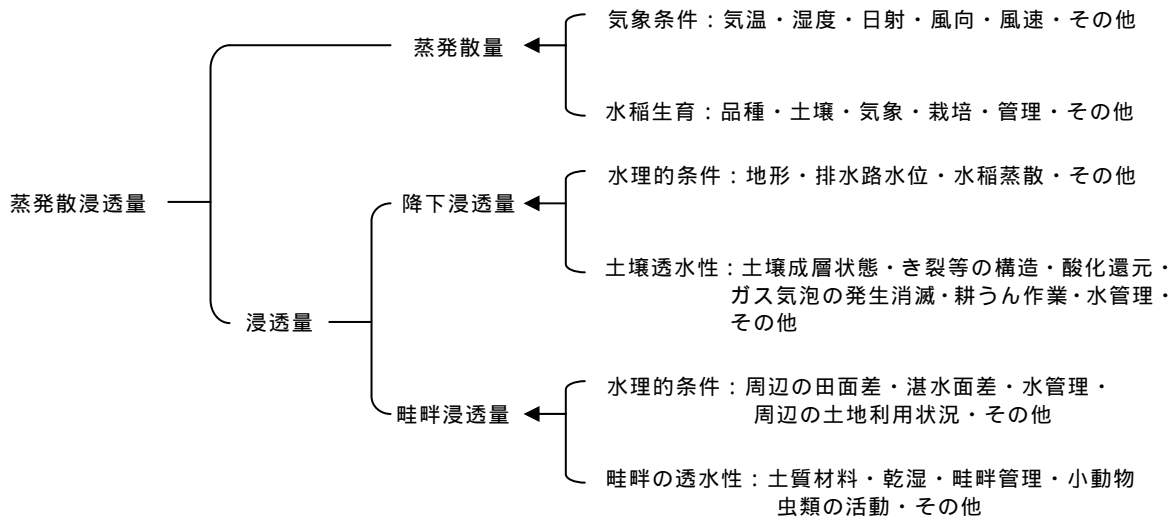 気象条件：気温・湿度・日射・風向・風速・その他
蒸発散量
水稲生育：品種・土壌・気象・栽培・管理・その他
水理的条件：地形・排水路水位・水稲蒸散・その他
蒸発散浸透量
降下浸透量
土壌透水性：土壌成層状態・き裂等の構造・酸化還元・
ガス気泡の発生消滅・耕うん作業・水管理・
その他
浸透量
水理的条件：周辺の田面差・湛水面差・水管理・
周辺の土地利用状況・その他
畦畔浸透量
畦畔の透水性：土質材料・乾湿・畦畔管理・小動物
虫類の活動・その他